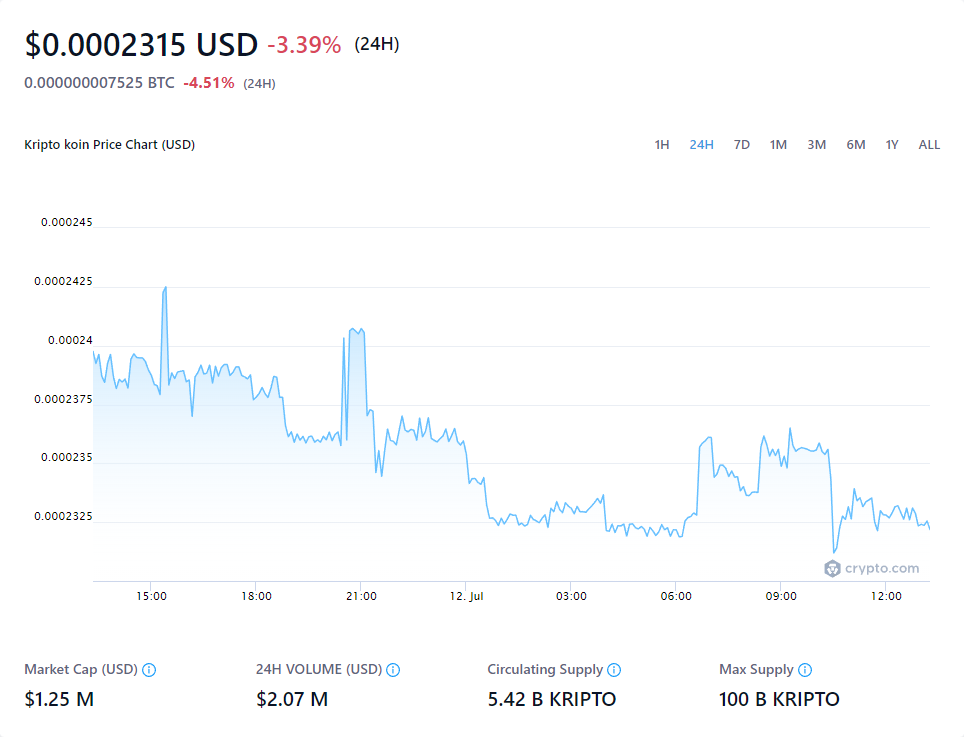 $0.0002315 USD -3.39% (24H)
0.000000007525 BTC -4.51% (24H)
Kripto koin Price Chart (USD) 1H 24H 7D 1M 3M 6M 1Y ALL
0.000245
0.0002425
0.00024
0.0002375
0.000235
0.0002325
crypto.com
15:00 18:00 21:00 12. Jul 03:00 06:00 09:00 12:00
Market Cap (USD) 24H VOLUME (USD) Circulating Supply Max Supply
$1.25 M $2.07 M 5.42 B KRIPTO 100 B KRIPTO